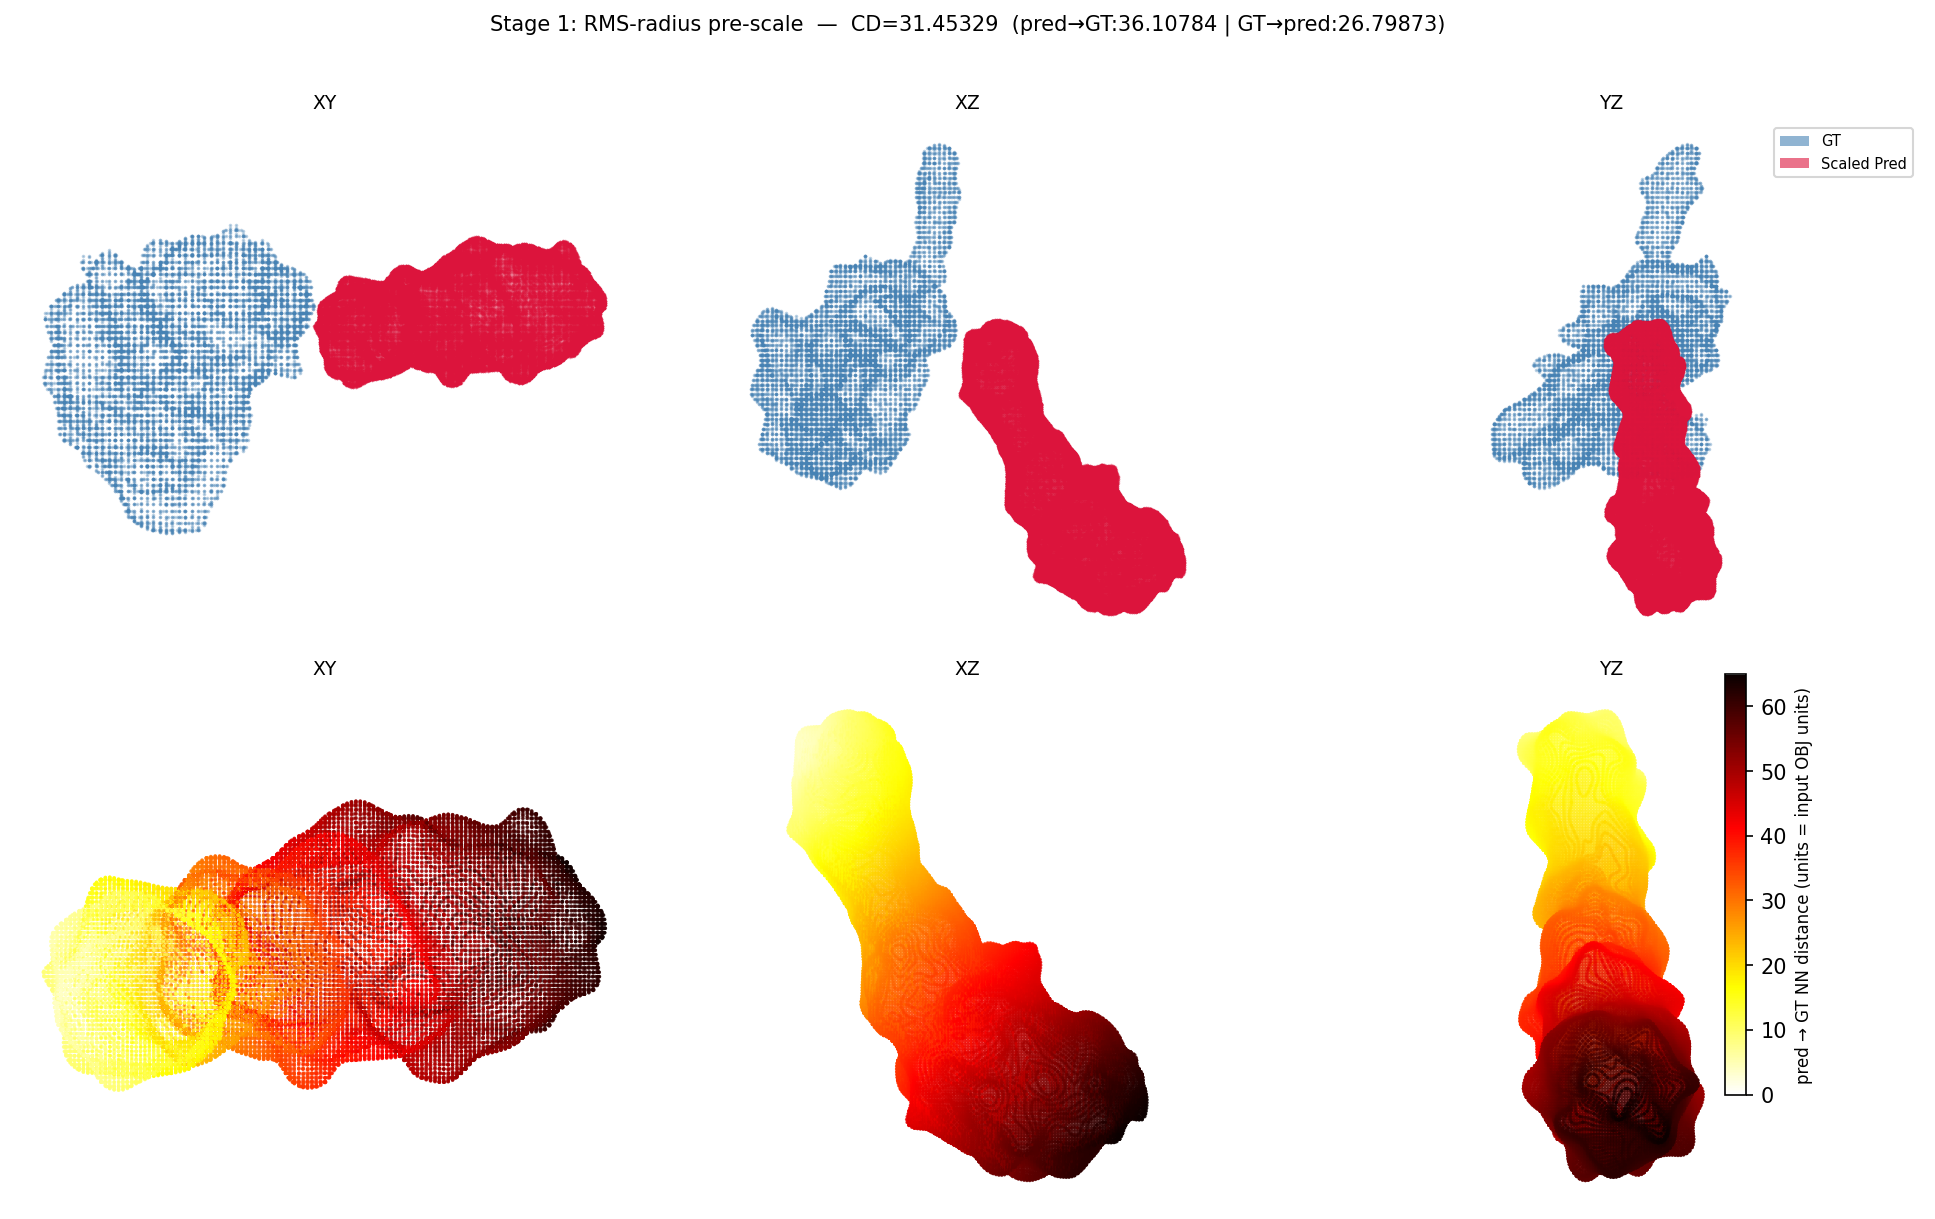 Stage 1: RMS-radius pre-scale  —  CD=31.45329  (pred→GT:36.10784 | GT→pred:26.79873)
XY
XZ
YZ
GT
Scaled Pred
XY
XZ
YZ
60
50
40
30
20
10
0
pred → GT NN distance (units = input OBJ units)